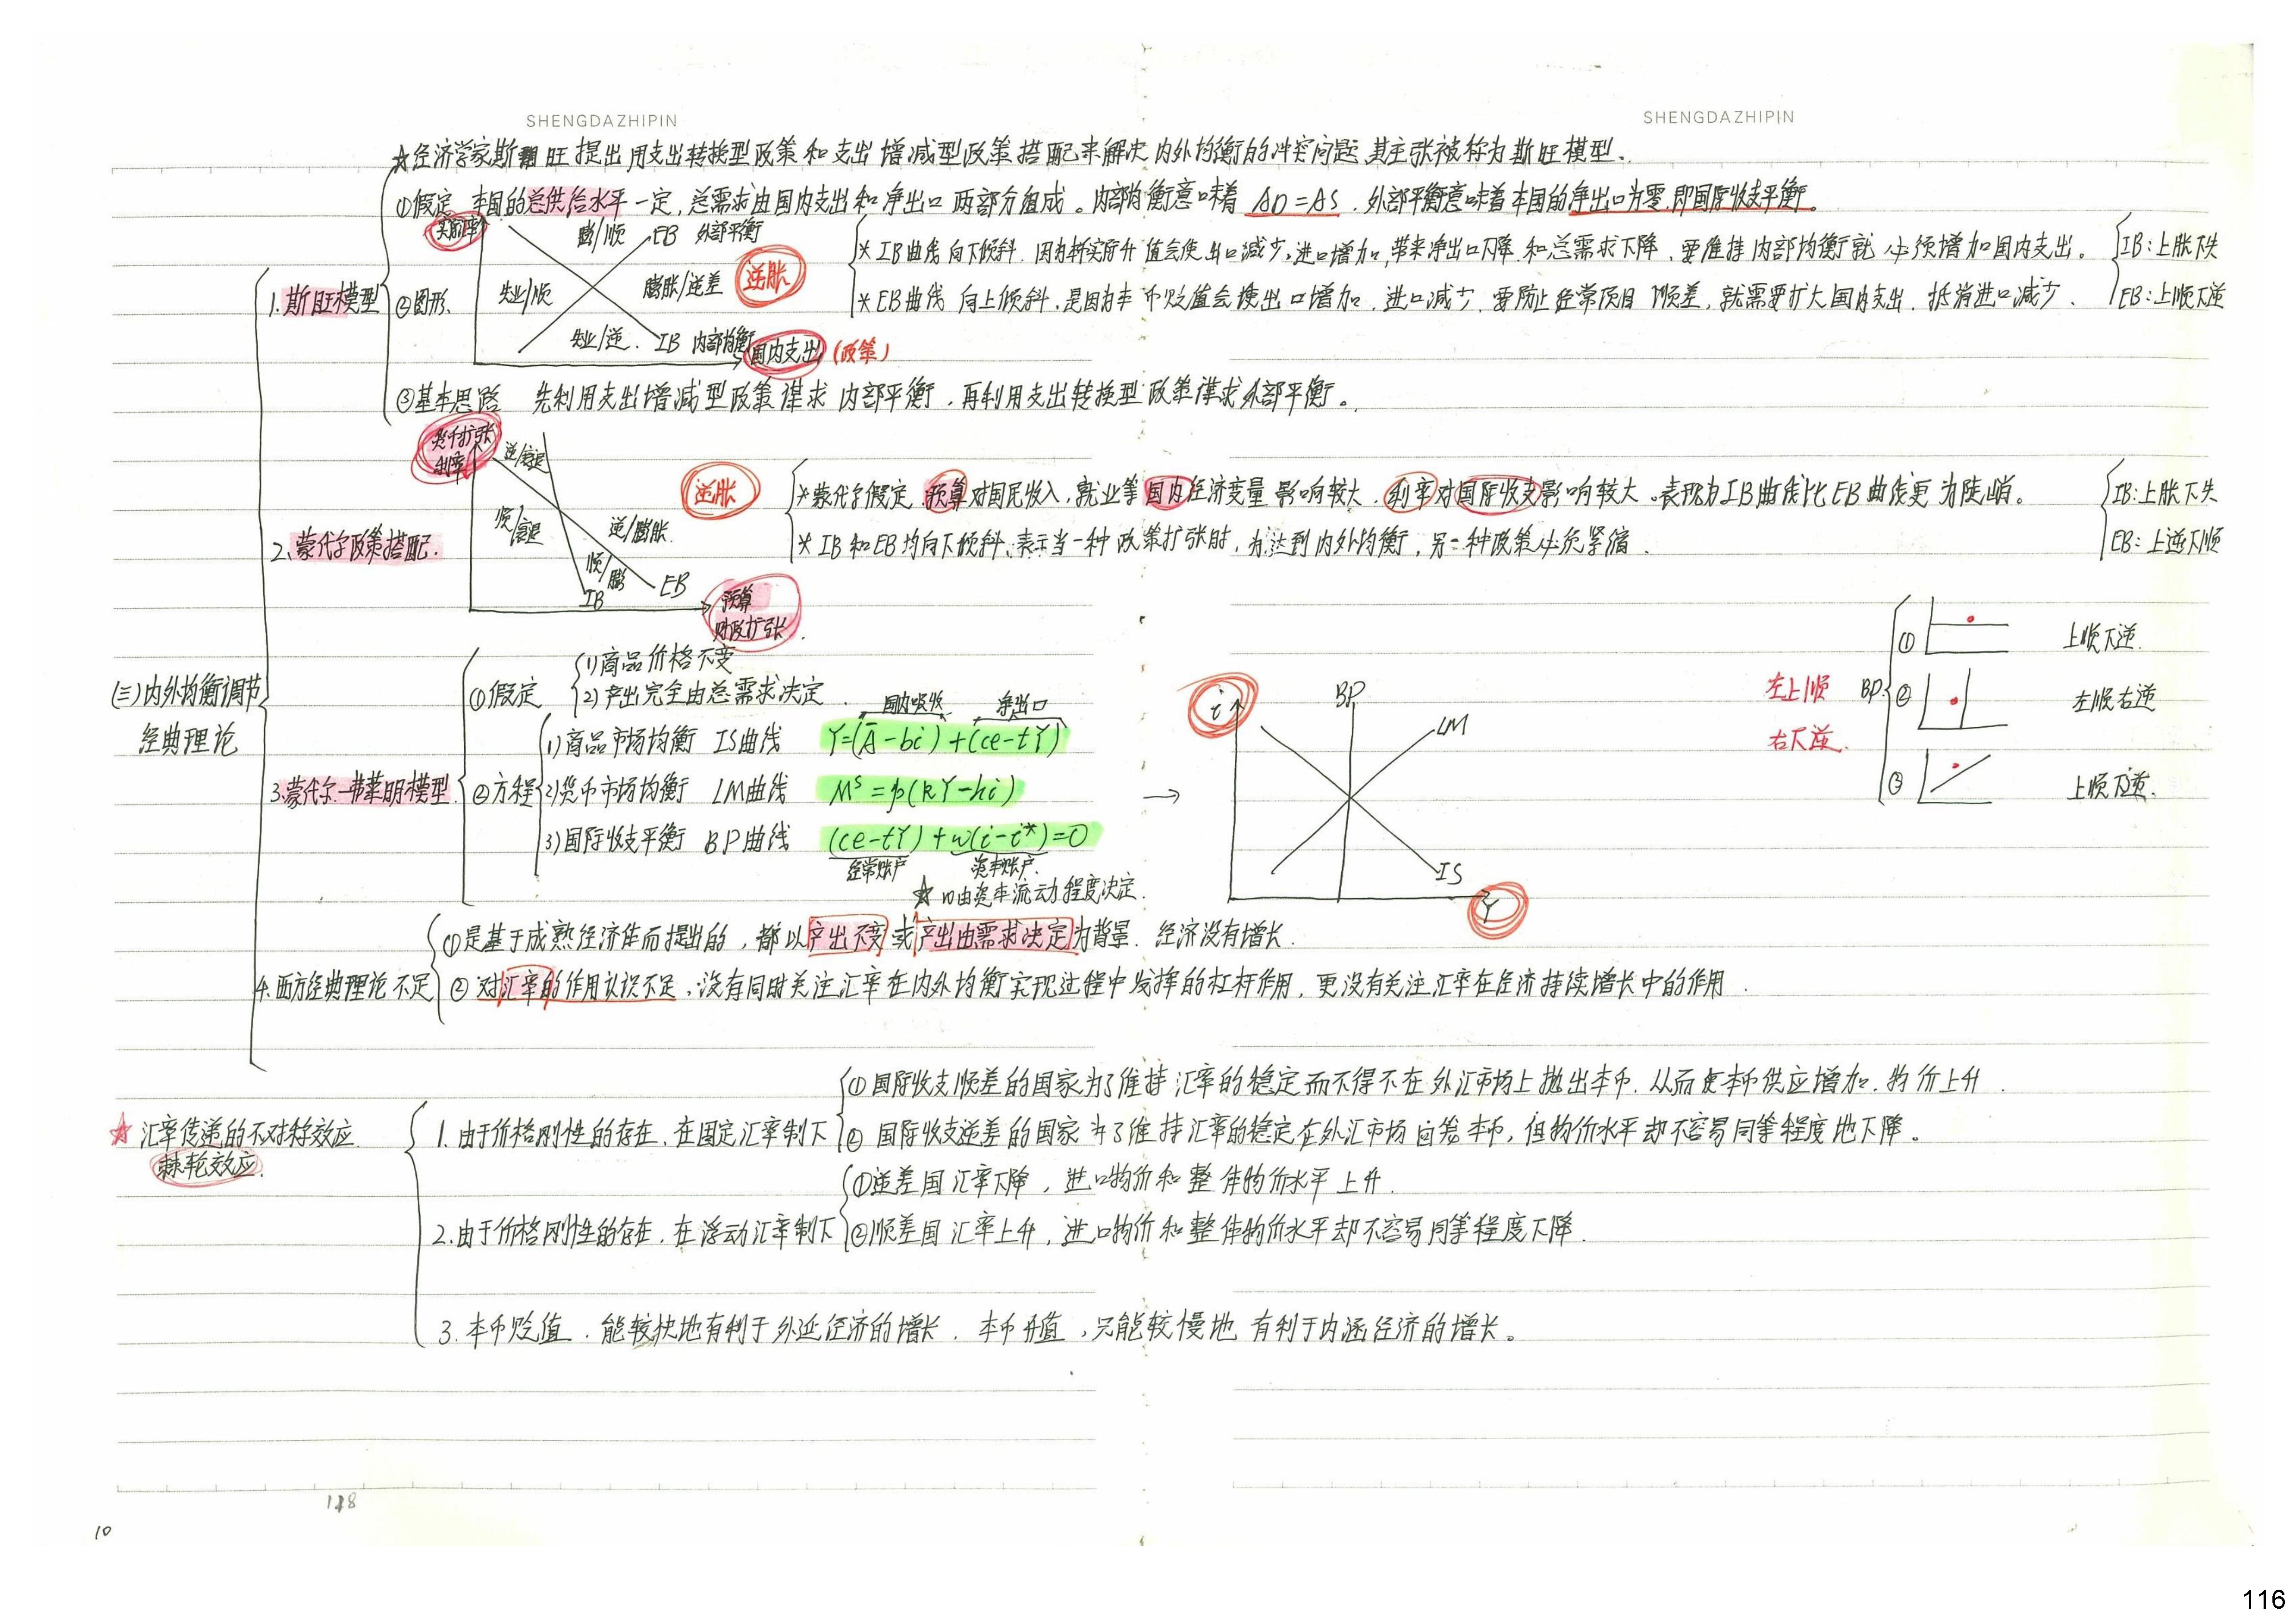 SHENGDAZHIPIN
SHENGDAZHIPIN
☆经济学家斯旺提出用支出转换型政策和支出增减型政策搭配来解决内外均衡的冲突问题,其主张被称为斯旺模型.
①假定 本国的总供给水平一定,总需求由国内支出和净出口两部分组成。内部均衡意味着 AD=AS.外部平衡意味着本国的净出口为零,即国际收支平衡。
1.斯旺模型
②图形.
实际汇率
膨/顺
EB 外部平衡
失业/顺
膨胀/逆差
逆胀
失业/逆.
IB 内部均衡
国内支出
(政策)
*IB曲线向下倾斜.因为本币实际升值会使出口减少,进口增加,带来净出口下降.和总需求下降,要维持内部均衡就必须增加国内支出。
*EB曲线 向上倾斜.是因为本币贬值会使出口增加,进口减少,要防止经常项目顺差,就需要扩大国内支出.抵消进口减少.
IB:上胀下失
EB:上顺下逆
③基本思路 先利用支出增减型政策谋求 内部平衡,再利用支出转换型政策谋求外部平衡。
2.蒙代尔政策搭配.
货币扩张
利率
逆/衰退
顺/衰退
逆/膨胀
顺/膨
IB
EB
预算
财政扩张.
逆胀
*蒙代尔假定.预算对国民收入,就业等国内经济变量影响较大.利率对国际收支影响较大.表现为IB曲线比EB曲线更为陡峭。
*IB和EB均向下倾斜,表示当一种政策扩张时,为达到内外均衡,另一种政策必须紧缩.
IB:上胀下失
EB:上逆下顺
(三)内外均衡调节
经典理论
3.蒙代尔—弗莱明模型
①假定
1)商品价格不变
2)产出完全由总需求决定.
②方程
国内吸收 净出口
1)商品市场均衡 IS曲线 Y=(Ā-bi)+(ce-tY)
2)货币市场均衡 LM曲线 Mˢ=p(kY-hi)
3)国际收支平衡 BP曲线 (ce-tY)+w(i-i*)=0
经常账户 资本账户.
☆ w由资本流动程度决定.
→
i
BP
LM
IS
Y
左上顺
右下逆.
BP
① 上顺下逆.
② 左顺右逆
③ 上顺下逆.
4.西方经典理论不足
①是基于成熟经济体而提出的,都以产出不变或产出由需求决定为背景.经济没有增长.
②对汇率的作用认识不足,没有同时关注汇率在内外均衡实现过程中发挥的杠杆作用,更没有关注汇率在经济持续增长中的作用.
☆汇率传递的不对称效应.
棘轮效应.
1.由于价格刚性的存在,在固定汇率制下
①国际收支顺差的国家为了维持汇率的稳定而不得不在外汇市场上抛出本币.从而使本币供应增加.物价上升.
②国际收支逆差的国家为了维持汇率的稳定在外汇市场回笼本币,但物价水平却不容易同等程度地下降。
2.由于价格刚性的存在,在浮动汇率制下
①逆差国汇率下降,进口物价和整体物价水平上升.
②顺差国汇率上升,进口物价和整体物价水平却不容易同等程度下降.
3.本币贬值.能较快地有利于外延经济的增长.本币升值,只能较慢地有利于内涵经济的增长。
118
10
116